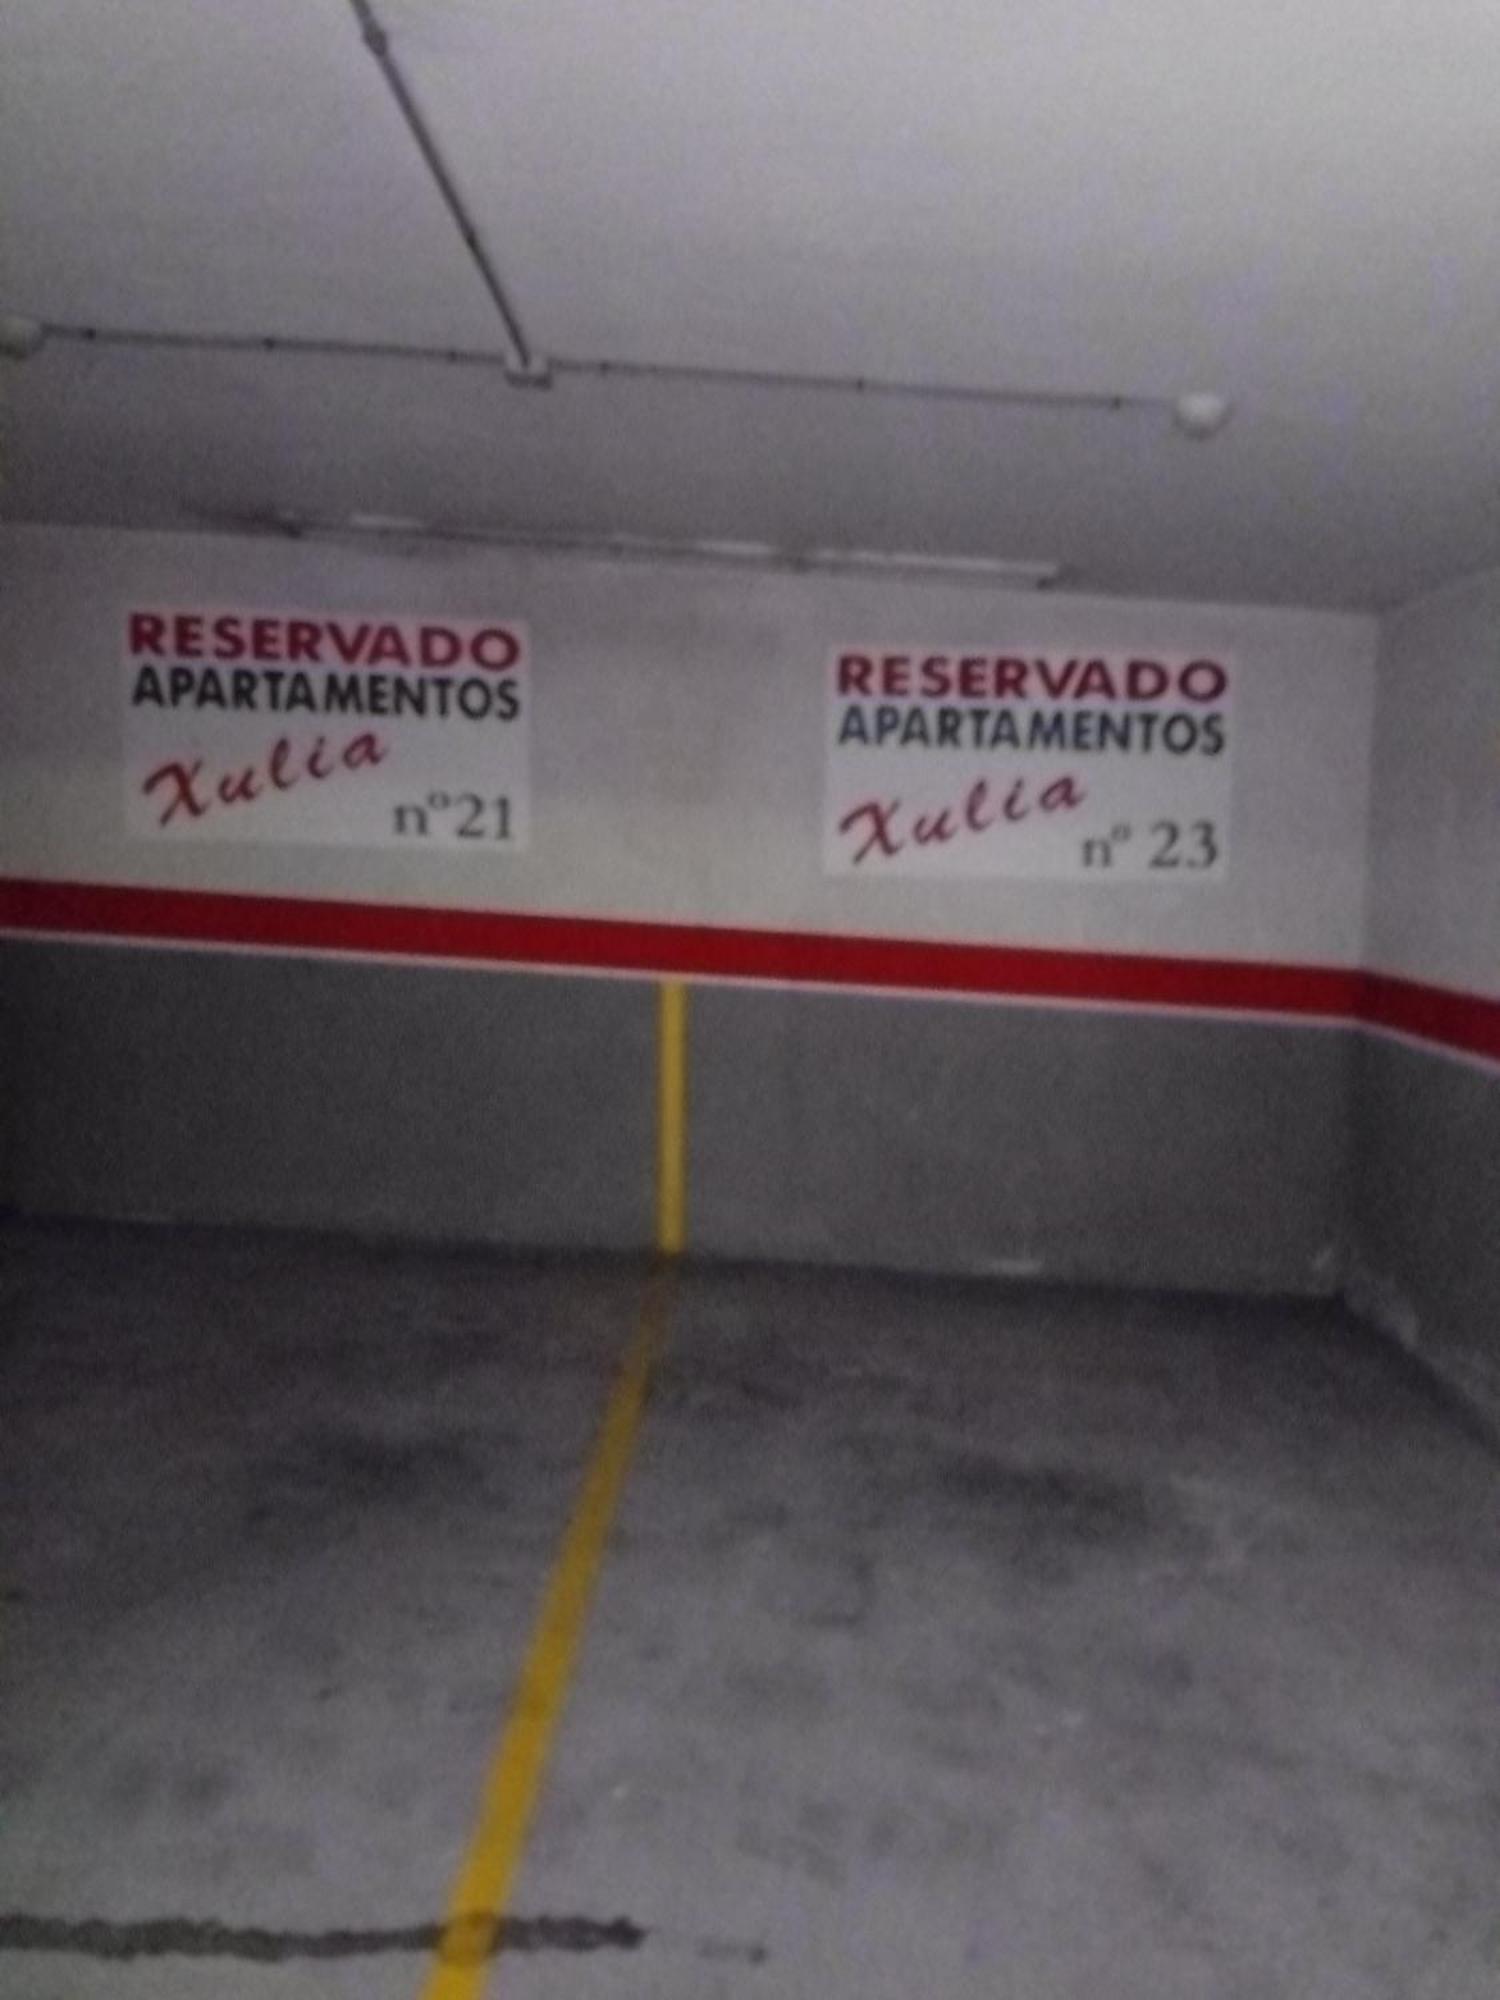 RESERVADO
APARTAMENTOS
Xulia
nº21
RESERVADO
APARTAMENTOS
Xulia
nº 23